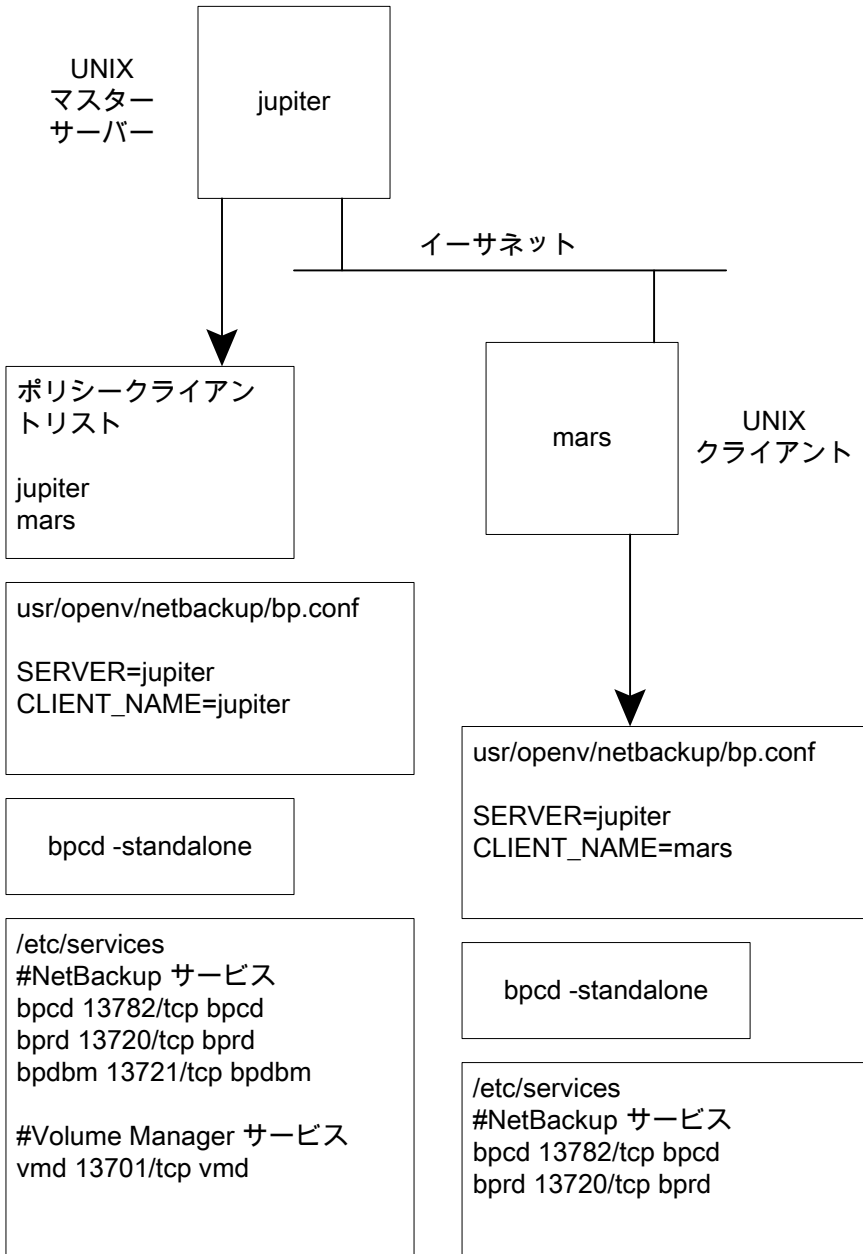 UNIX
マスター
サーバー
jupiter
イーサネット
ポリシークライアン
トリスト
jupiter
mars
mars
UNIX
クライアント
usr/openv/netbackup/bp.conf
SERVER=jupiter
CLIENT_NAME=jupiter
bpcd -standalone
/etc/services
#NetBackup サービス
bpcd 13782/tcp bpcd
bprd 13720/tcp bprd
bpdbm 13721/tcp bpdbm
#Volume Manager サービス
vmd 13701/tcp vmd
usr/openv/netbackup/bp.conf
SERVER=jupiter
CLIENT_NAME=mars
bpcd -standalone
/etc/services
#NetBackup サービス
bpcd 13782/tcp bpcd
bprd 13720/tcp bprd